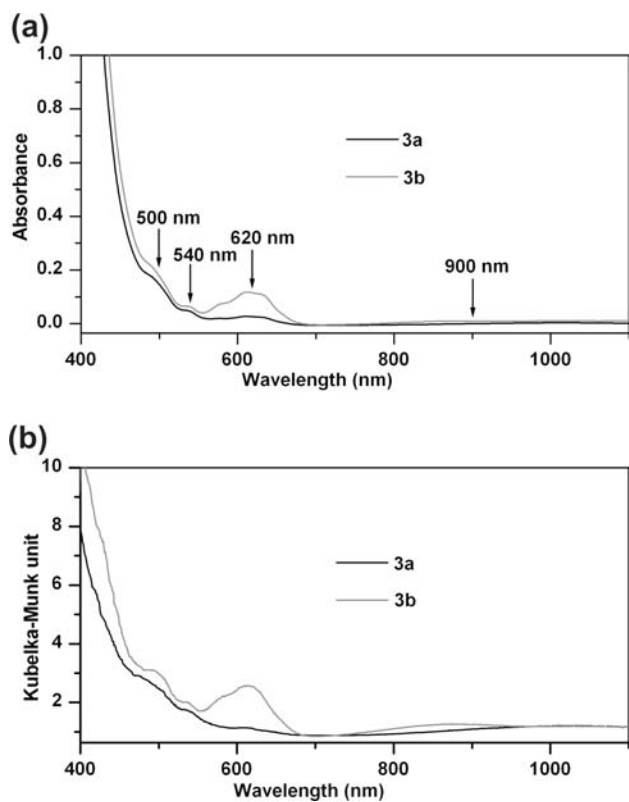 (a)
1.0
0.8
0.6
0.4
0.2
0.0
Absorbance
3a
3b
500 nm
540 nm
620 nm
900 nm
400
600
800
1000
Wavelength (nm)
(b)
10
8
6
4
2
Kubelka-Munk unit
3a
3b
400
600
800
1000
Wavelength (nm)